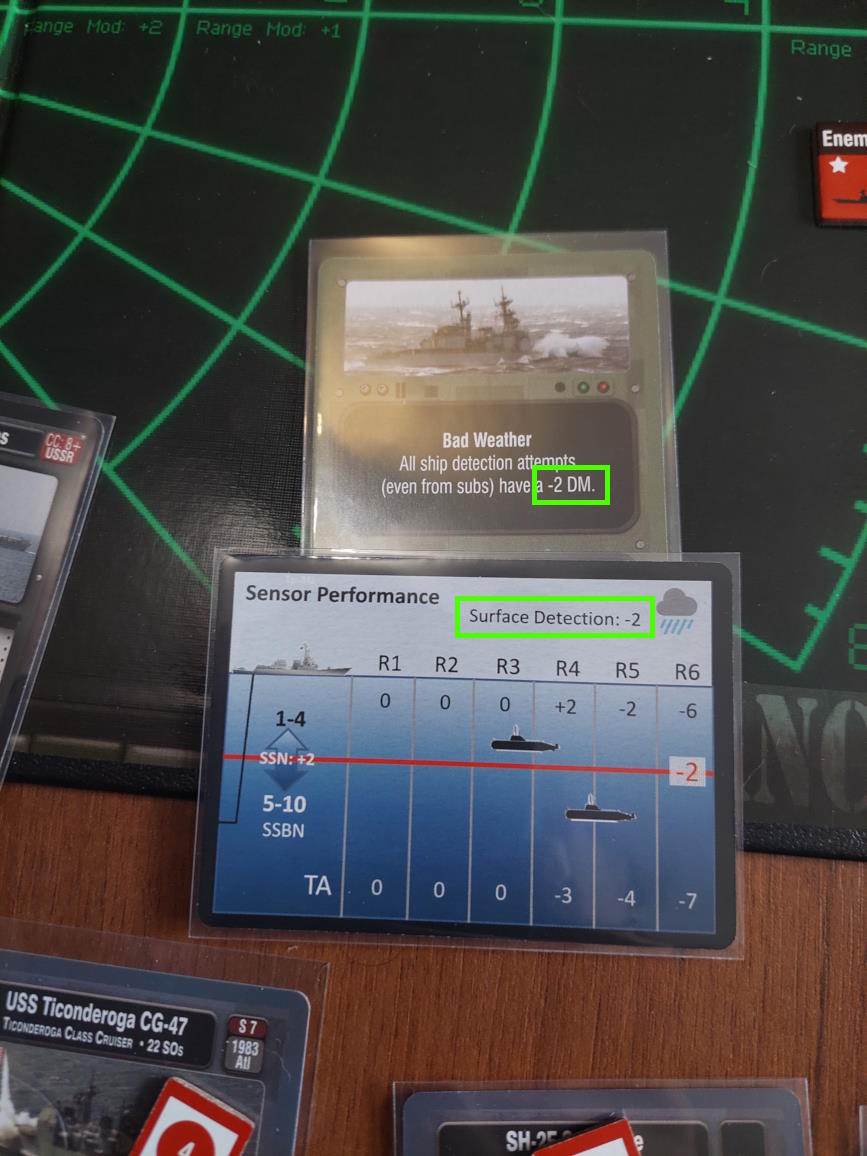 ange Mod: +2
Range Mod: +1
Range
Enem
CC: 8+
USSR
Bad Weather
All ship detection attempts
(even from subs) have a -2 DM.
Sensor Performance
Surface Detection: -2
R1 R2 R3 R4 R5 R6
0 0 0 +2 -2 -6
1-4
SSN: +2
-2
5-10
SSBN
TA 0 0 0 -3 -4 -7
USS Ticonderoga CG-47
Ticonderoga Class Cruiser • 22 SOs
S 7
1983
Atl
4